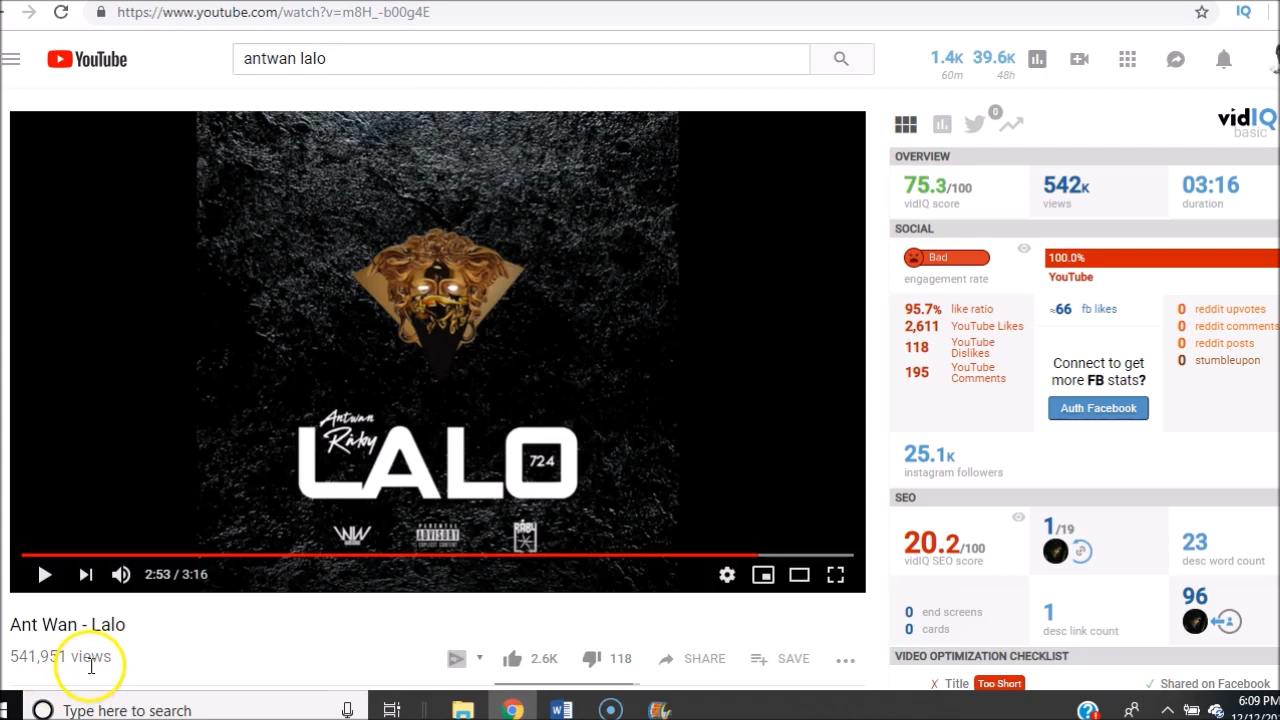 https://www.youtube.com/watch?v=m8H_-b00g4E
IQ
YouTube
antwan lalo
1.4K 39.6K
60m 48h
0
vidIQ
basic
OVERVIEW
75.3/100
vidIQ score
542K
views
03:16
duration
SOCIAL
Bad
engagement rate
100.0%
YouTube
95.7% like ratio
2,611 YouTube Likes
118 YouTube
Dislikes
195 YouTube
Comments
≈66 fb likes
Connect to get
more FB stats?
Auth Facebook
0 reddit upvotes
0 reddit comments
0 reddit posts
0 stumbleupon
25.1K
instagram followers
SEO
20.2/100
vidIQ SEO score
1/19
23
desc word count
0 end screens
0 cards
1
desc link count
96
VIDEO OPTIMIZATION CHECKLIST
X Title Too Short
✓ Shared on Facebook
Antwan
Råby
LALO
724
WW
PARENTAL
ADVISORY
EXPLICIT CONTENT
RÅBY
2:53 / 3:16
Ant Wan - Lalo
541,951 views
2.6K
118
SHARE
SAVE
Type here to search
6:09 PM